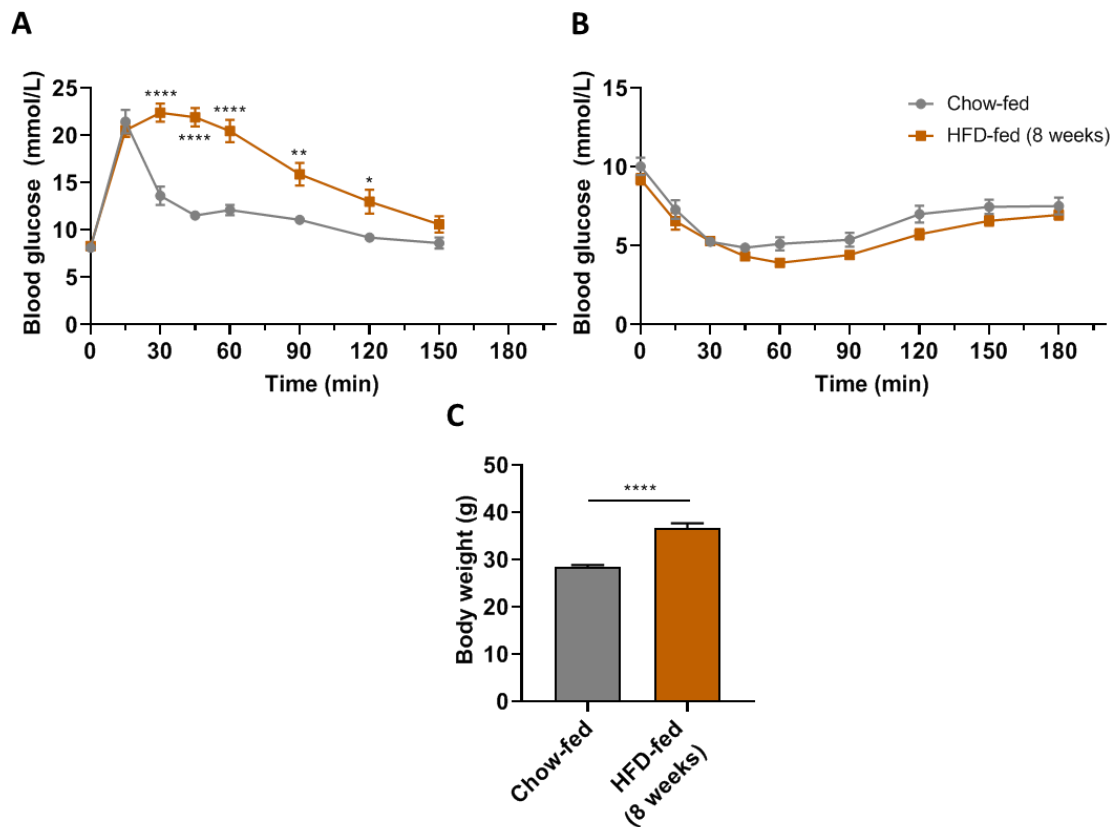 A
Blood glucose (mmol/L)
25
20
15
10
5
0
****
****
****
**
*
0 30 60 90 120 150 180
Time (min)
B
Blood glucose (mmol/L)
15
10
5
0
Chow-fed
HFD-fed (8 weeks)
0 30 60 90 120 150 180
Time (min)
C
Body weight (g)
50
40
30
20
10
0
****
Chow-fed
HFD-fed
(8 weeks)